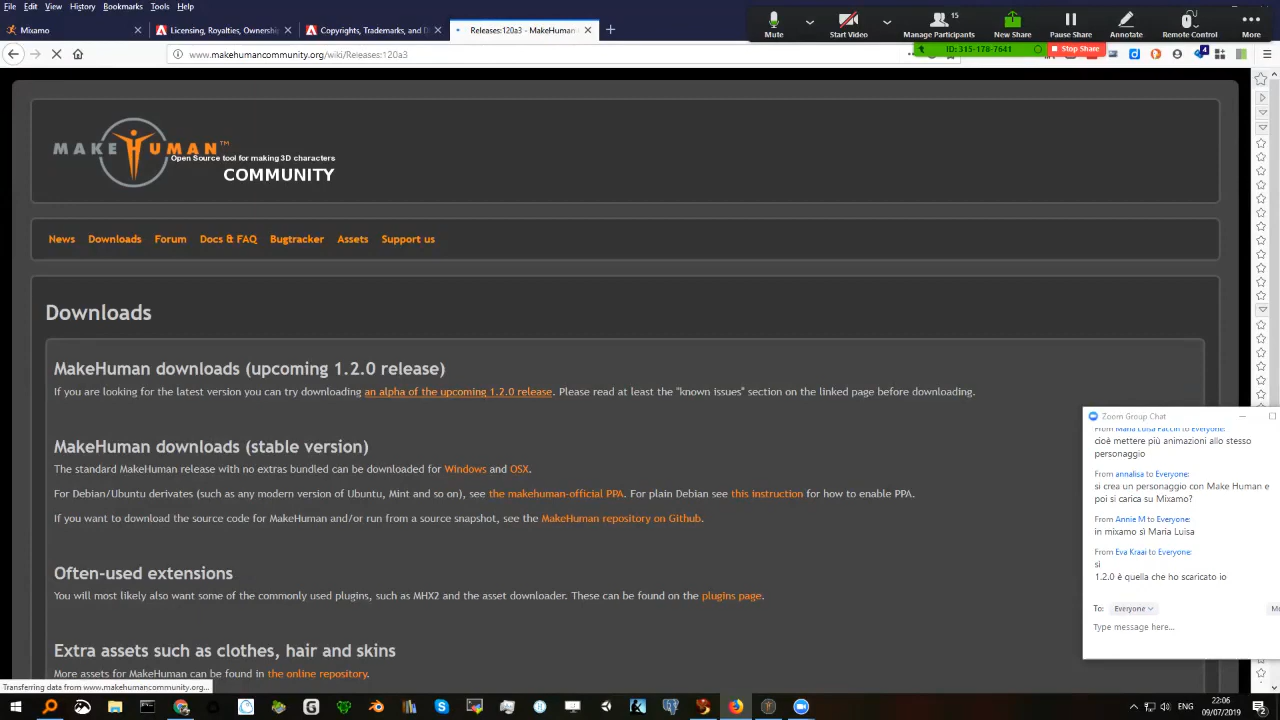 File Edit View History Bookmarks Tools Help
Mixamo
Licensing, Royalties, Ownership
Copyrights, Trademarks, and
Releases:120a3 - MakeHuman
www.makehumancommunity.org/wiki/Releases:120a3
Mute
Start Video
15
Manage Participants
New Share
Pause Share
Annotate
Remote Control
More
ID: 315-178-7641
Stop Share
MAKEHUMAN™
Open Source tool for making 3D characters
COMMUNITY
News Downloads Forum Docs & FAQ Bugtracker Assets Support us
Downloads
MakeHuman downloads (upcoming 1.2.0 release)
If you are looking for the latest version you can try downloading an alpha of the upcoming 1.2.0 release. Please read at least the "known issues" section on the linked page before downloading.
MakeHuman downloads (stable version)
The standard MakeHuman release with no extras bundled can be downloaded for Windows and OSX.
For Debian/Ubuntu derivates (such as any modern version of Ubuntu, Mint and so on), see the makehuman-official PPA. For plain Debian see this instruction for how to enable PPA.
If you want to download the source code for MakeHuman and/or run from a source snapshot, see the MakeHuman repository on Github.
Often-used extensions
You will most likely also want some of the commonly used plugins, such as MHX2 and the asset downloader. These can be found on the plugins page.
Extra assets such as clothes, hair and skins
More assets for MakeHuman can be found in the online repository.
Zoom Group Chat
From Maria Luisa Faccin to Everyone:
cioè mettere più animazioni allo stesso
personaggio
From annalisa to Everyone:
si crea un personaggio con Make Human e
poi si carica su Mixamo?
From Annie M to Everyone:
in mixamo sì Maria Luisa
From Eva Kraai to Everyone:
sì
1.2.0 è quella che ho scaricato io
To: Everyone
Type message here...
Transferring data from www.makehumancommunity.org...
22:06
09/07/2019